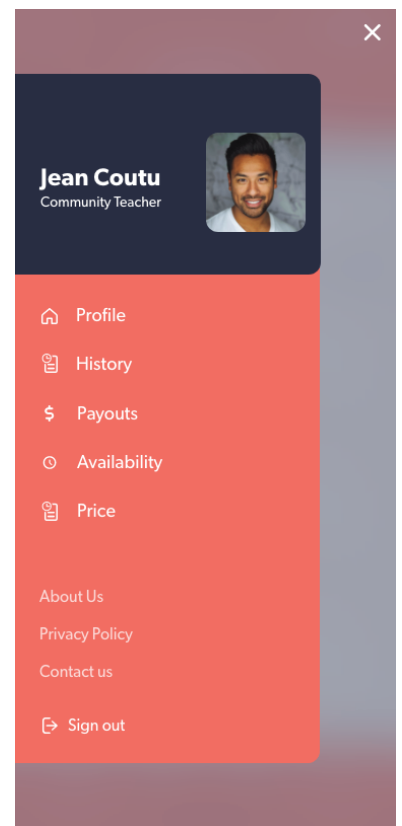 Jean Coutu
Community Teacher
Profile
History
$ Payouts
Availability
Price
About Us
Privacy Policy
Contact us
Sign out